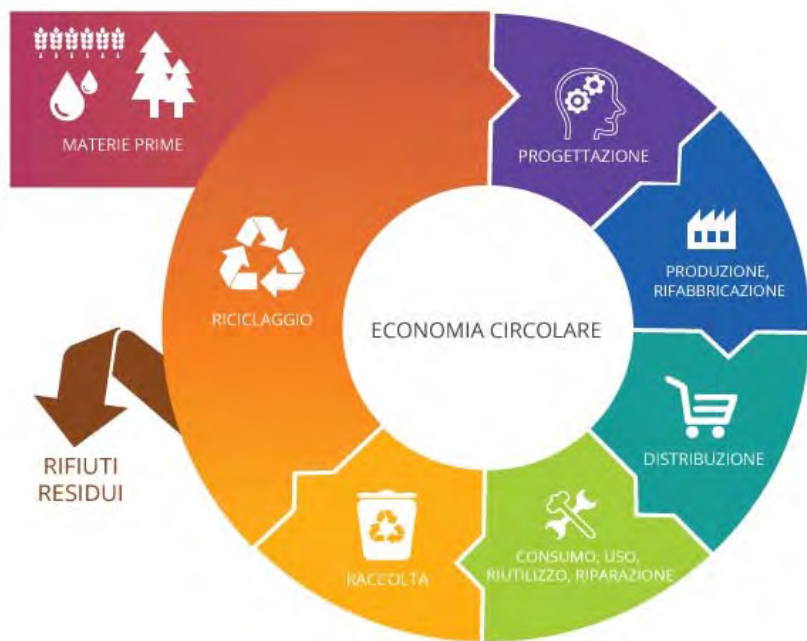 MATERIE PRIME
PROGETTAZIONE
PRODUZIONE,
RIFABBRICAZIONE
DISTRIBUZIONE
CONSUMO, USO,
RIUTILIZZO, RIPARAZIONE
RACCOLTA
RICICLAGGIO
RIFIUTI
RESIDUI
ECONOMIA CIRCOLARE